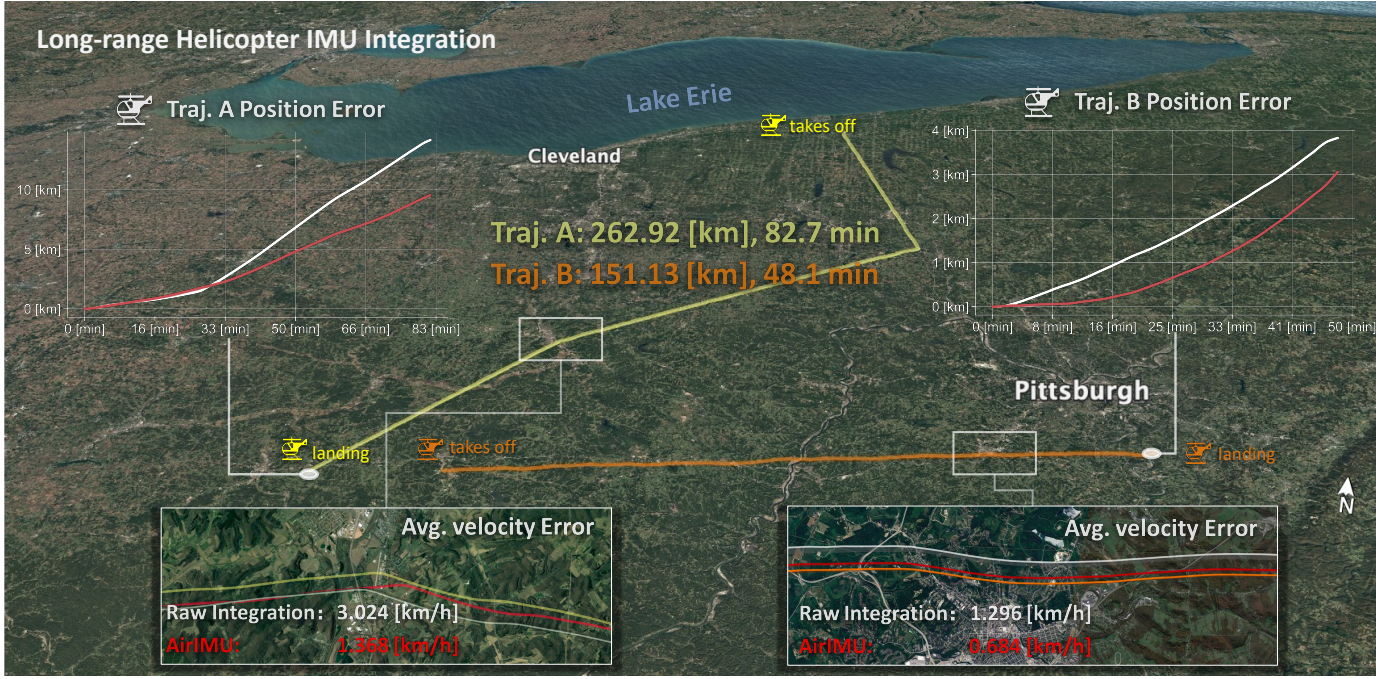 Long-range Helicopter IMU Integration
Traj. A Position Error
Lake Erie
Traj. B Position Error
takes off
Cleveland
10 [km]
5 [km]
0 [km]
0 [min] 16 [min] 33 [min] 50 [min] 66 [min] 83 [min]
Traj. A: 262.92 [km], 82.7 min
Traj. B: 151.13 [km], 48.1 min
4 [km]
3 [km]
2 [km]
1 [km]
0 [km]
0 [min] 8 [min] 16 [min] 25 [min] 33 [min] 41 [min] 50 [min]
Pittsburgh
landing
takes off
landing
N
Avg. velocity Error
Raw Integration: 3.024 [km/h]
AirIMU: 1.368 [km/h]
Avg. velocity Error
Raw Integration: 1.296 [km/h]
AirIMU: 0.684 [km/h]